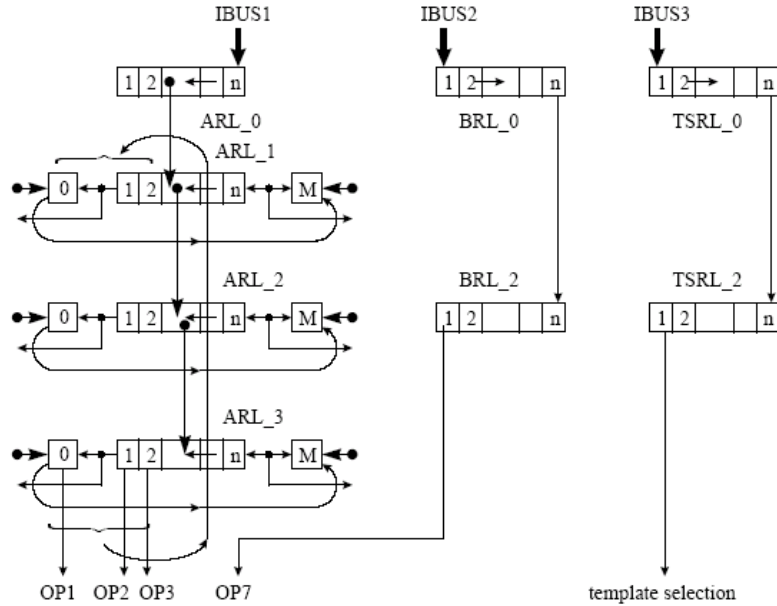 IBUS1 IBUS2 IBUS3
1 2 n 1 2 n 1 2 n
ARL_0 BRL_0 TSRL_0
ARL_1
0 1 2 n M
ARL_2 BRL_2 TSRL_2
0 1 2 n M 1 2 n 1 2 n
ARL_3
0 1 2 n M
OP1 OP2 OP3 OP7 template selection